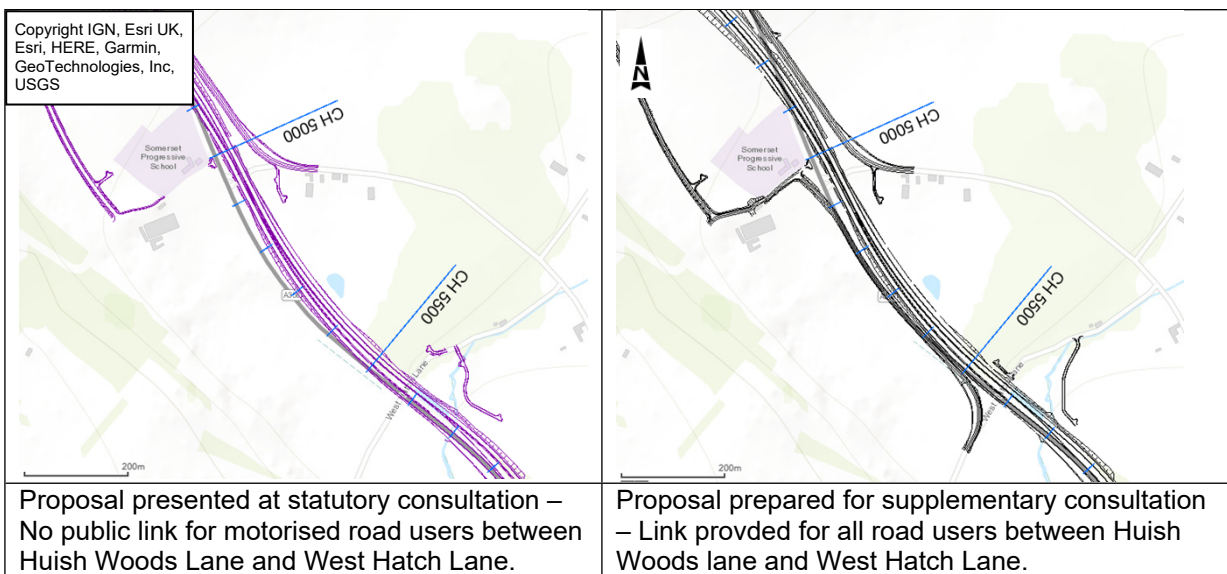 Copyright IGN, Esri UK,
Esri, HERE, Garmin,
GeoTechnologies, Inc,
USGS
Somerset
Progressive
School
CH 5000
CH 5500
West
Lane
200m
N
Somerset
Progressive
School
CH 5000
CH 5500
West
Lane
200m
Proposal presented at statutory consultation –
No public link for motorised road users between
Huish Woods Lane and West Hatch Lane.
Proposal prepared for supplementary consultation
– Link provded for all road users between Huish
Woods lane and West Hatch Lane.